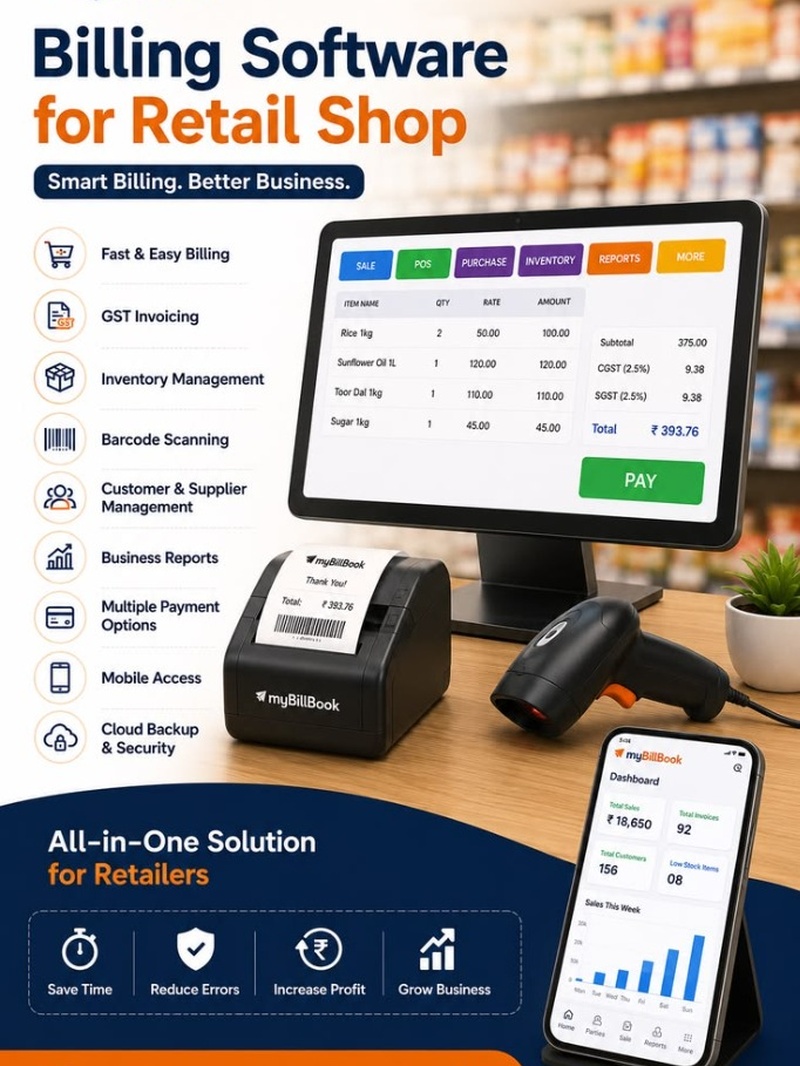 Billing Software
for Retail Shop
Smart Billing. Better Business.
Fast & Easy Billing
GST
GST Invoicing
Inventory Management
Barcode Scanning
Customer & Supplier
Management
Business Reports
Multiple Payment
Options
Mobile Access
Cloud Backup
& Security
SALE POS PURCHASE INVENTORY REPORTS MORE
ITEM NAME QTY RATE AMOUNT
Rice 1kg 2 50.00 100.00
Sunflower Oil 1L 1 120.00 120.00
Toor Dal 1kg 1 110.00 110.00
Sugar 1kg 1 45.00 45.00
Subtotal 375.00
CGST (2.5%) 9.38
SGST (2.5%) 9.38
Total ₹ 393.76
PAY
myBillBook
Thank You!
Total: ₹ 393.76
myBillBook
myBillBook
Dashboard
Total Sales
₹ 18,650
Total Invoices
92
Total Customers
156
Low Stock Items
08
Sales This Week
Mon Tue Wed Thu Fri Sat Sun
Home Parties Sale Reports More
All-in-One Solution
for Retailers
Save Time
Reduce Errors
Increase Profit
Grow Business